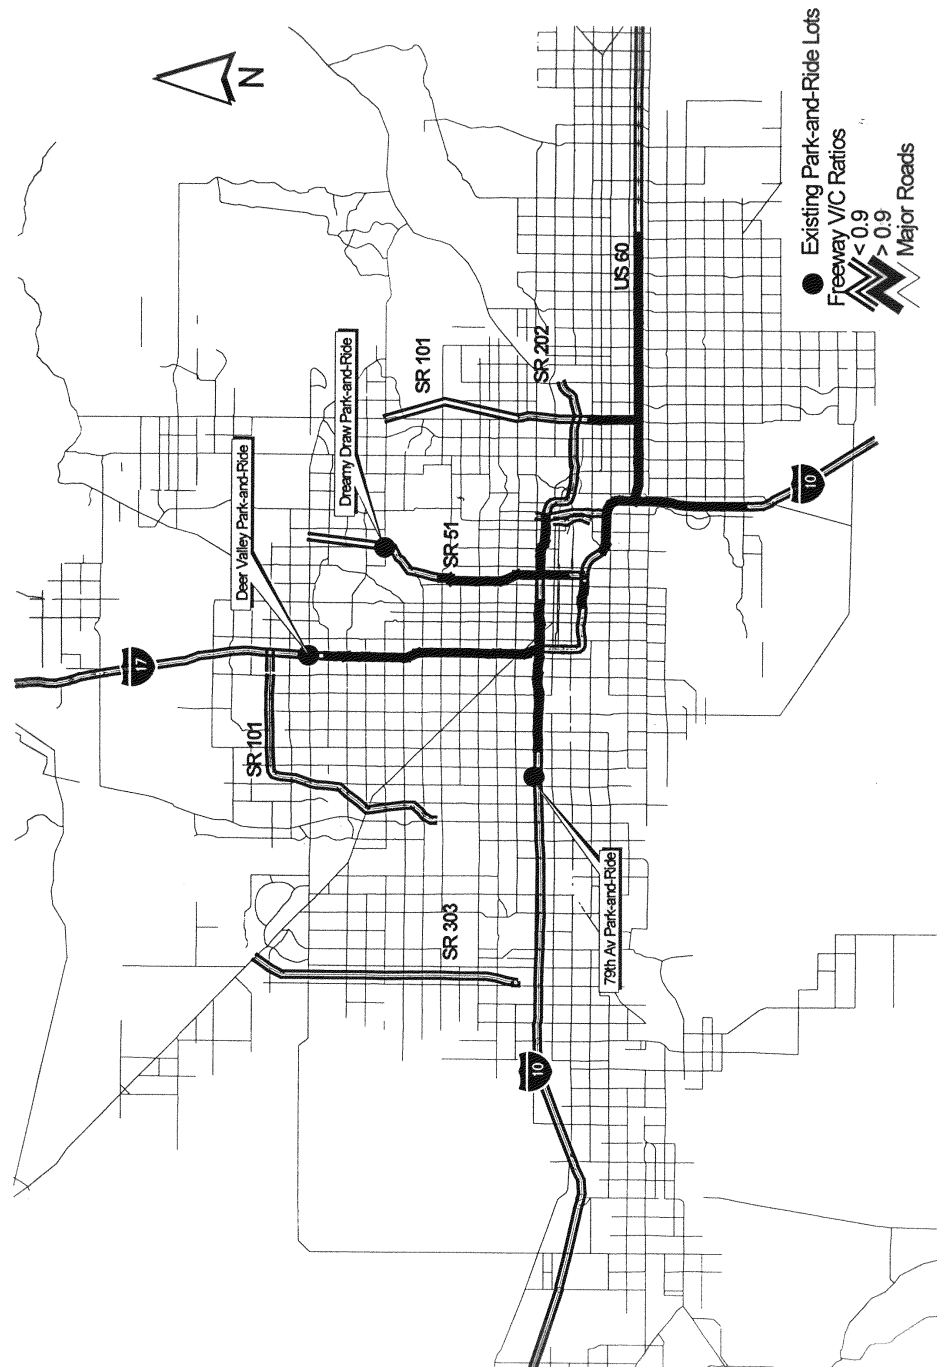 N
Deer Valley Park-and-Ride
Dreamy Draw Park-and-Ride
79th Av Park-and-Ride
SR 101
SR 202
US 60
SR 51
SR 101
SR 303
17
10
10
Existing Park-and-Ride Lots
Freeway V/C Ratios
< 0.9
> 0.9
Major Roads